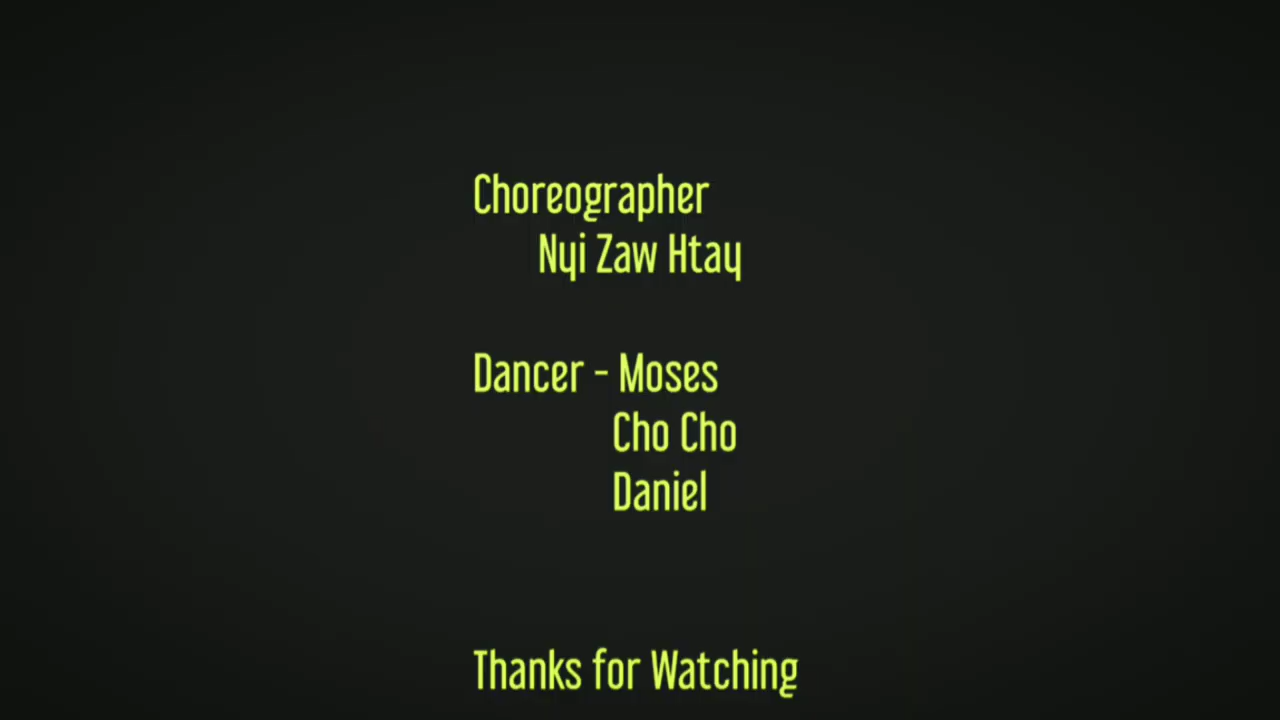 Choreographer
Nyi Zaw Htay
Dancer - Moses
Cho Cho
Daniel
Thanks for Watching